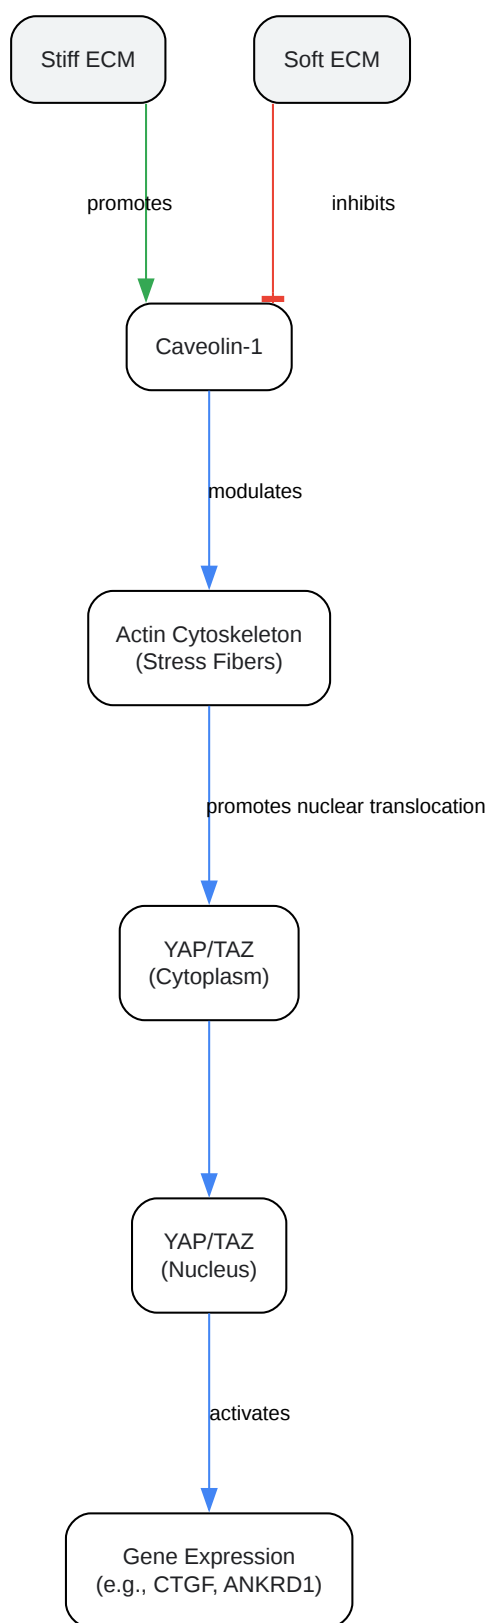 Stiff ECM
Soft ECM
promotes
inhibits
Caveolin-1
modulates
Actin Cytoskeleton
(Stress Fibers)
promotes nuclear translocation
YAP/TAZ
(Cytoplasm)
YAP/TAZ
(Nucleus)
activates
Gene Expression
(e.g., CTGF, ANKRD1)